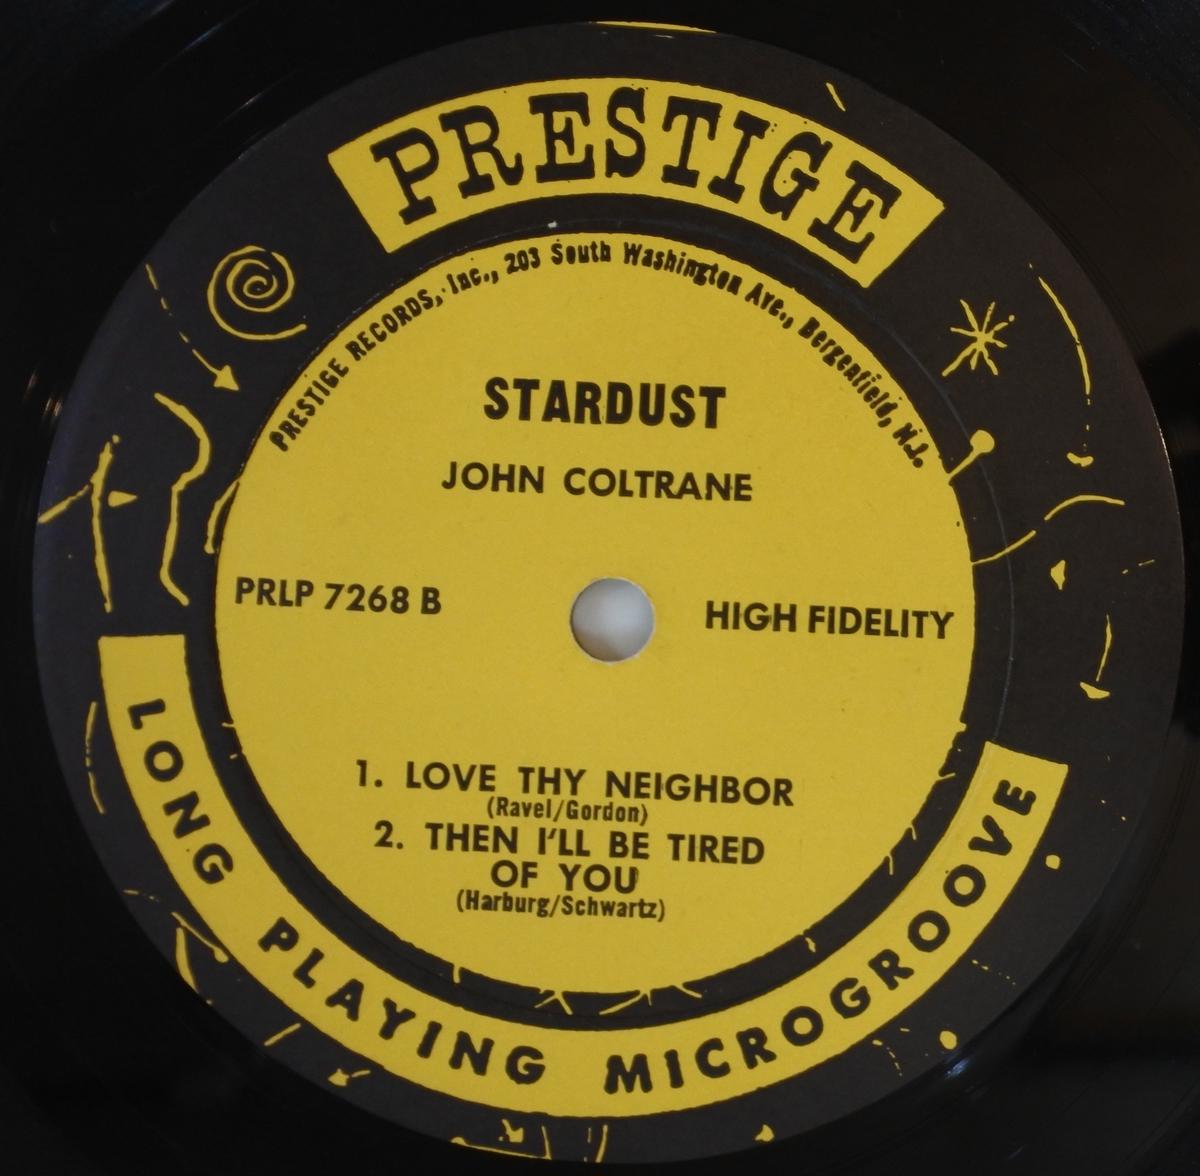 PRESTIGE
PRESTIGE RECORDS, Inc., 203 South Washington Ave., Bergenfield, N.J.
STARDUST
JOHN COLTRANE
PRLP 7268 B
HIGH FIDELITY
1. LOVE THY NEIGHBOR
(Ravel/Gordon)
2. THEN I'LL BE TIRED
OF YOU
(Harburg/Schwartz)
LONG PLAYING MICROGROOVE